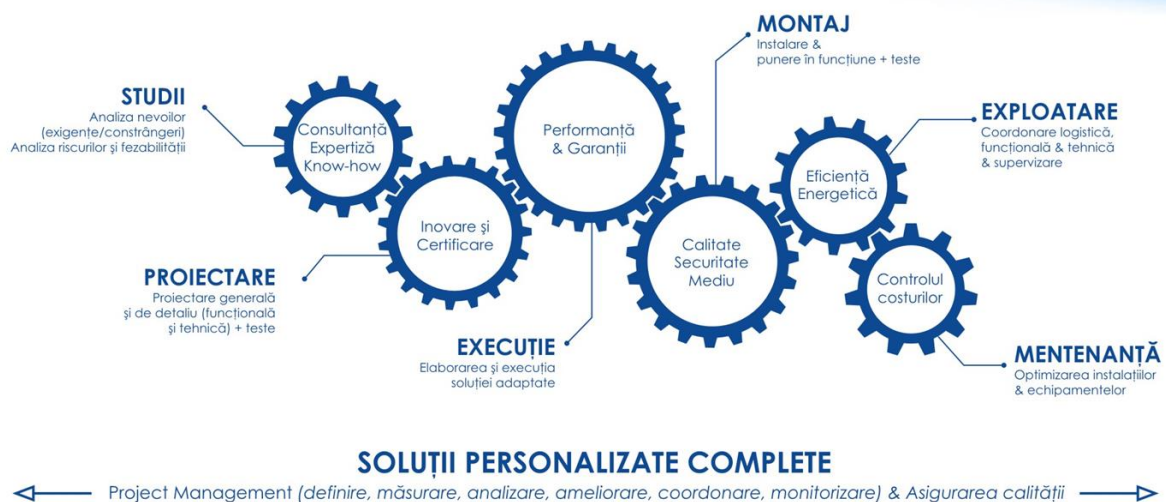 STUDII
Analiza nevoilor
(exigențe/constrângeri)
Analiza riscurilor și fezabilității
Consultanță
Expertiză
Know-how
PROIECTARE
Proiectare generală
și de detaliu (funcțională
și tehnică) + teste
Inovare și
Certificare
EXECUȚIE
Elaborarea și execuția
soluției adaptate
Performanță
& Garanții
MONTAJ
Instalare &
punere în funcțiune + teste
Calitate
Securitate
Mediu
EXPLOATARE
Coordonare logistică,
funcțională & tehnică
& supervizare
Eficiență
Energetică
MENTENANȚĂ
Optimizarea instalațiilor
& echipamentelor
Controlul
costurilor
SOLUȚII PERSONALIZATE COMPLETE
Project Management (definire, măsurare, analizare, ameliorare, coordonare, monitorizare) & Asigurarea calității